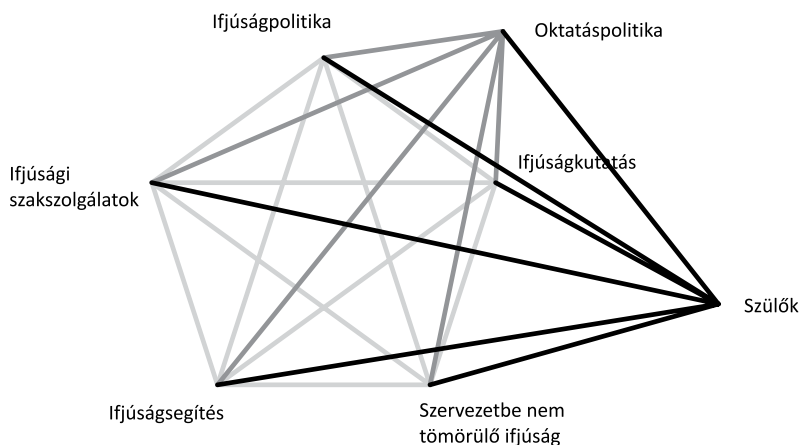 Ifjúságpolitika
Oktatáspolitika
Ifjúságkutatás
Ifjúsági
szakszolgálatok
Szülők
Ifjúságsegítés
Szervezetbe nem
tömörülő ifjúság